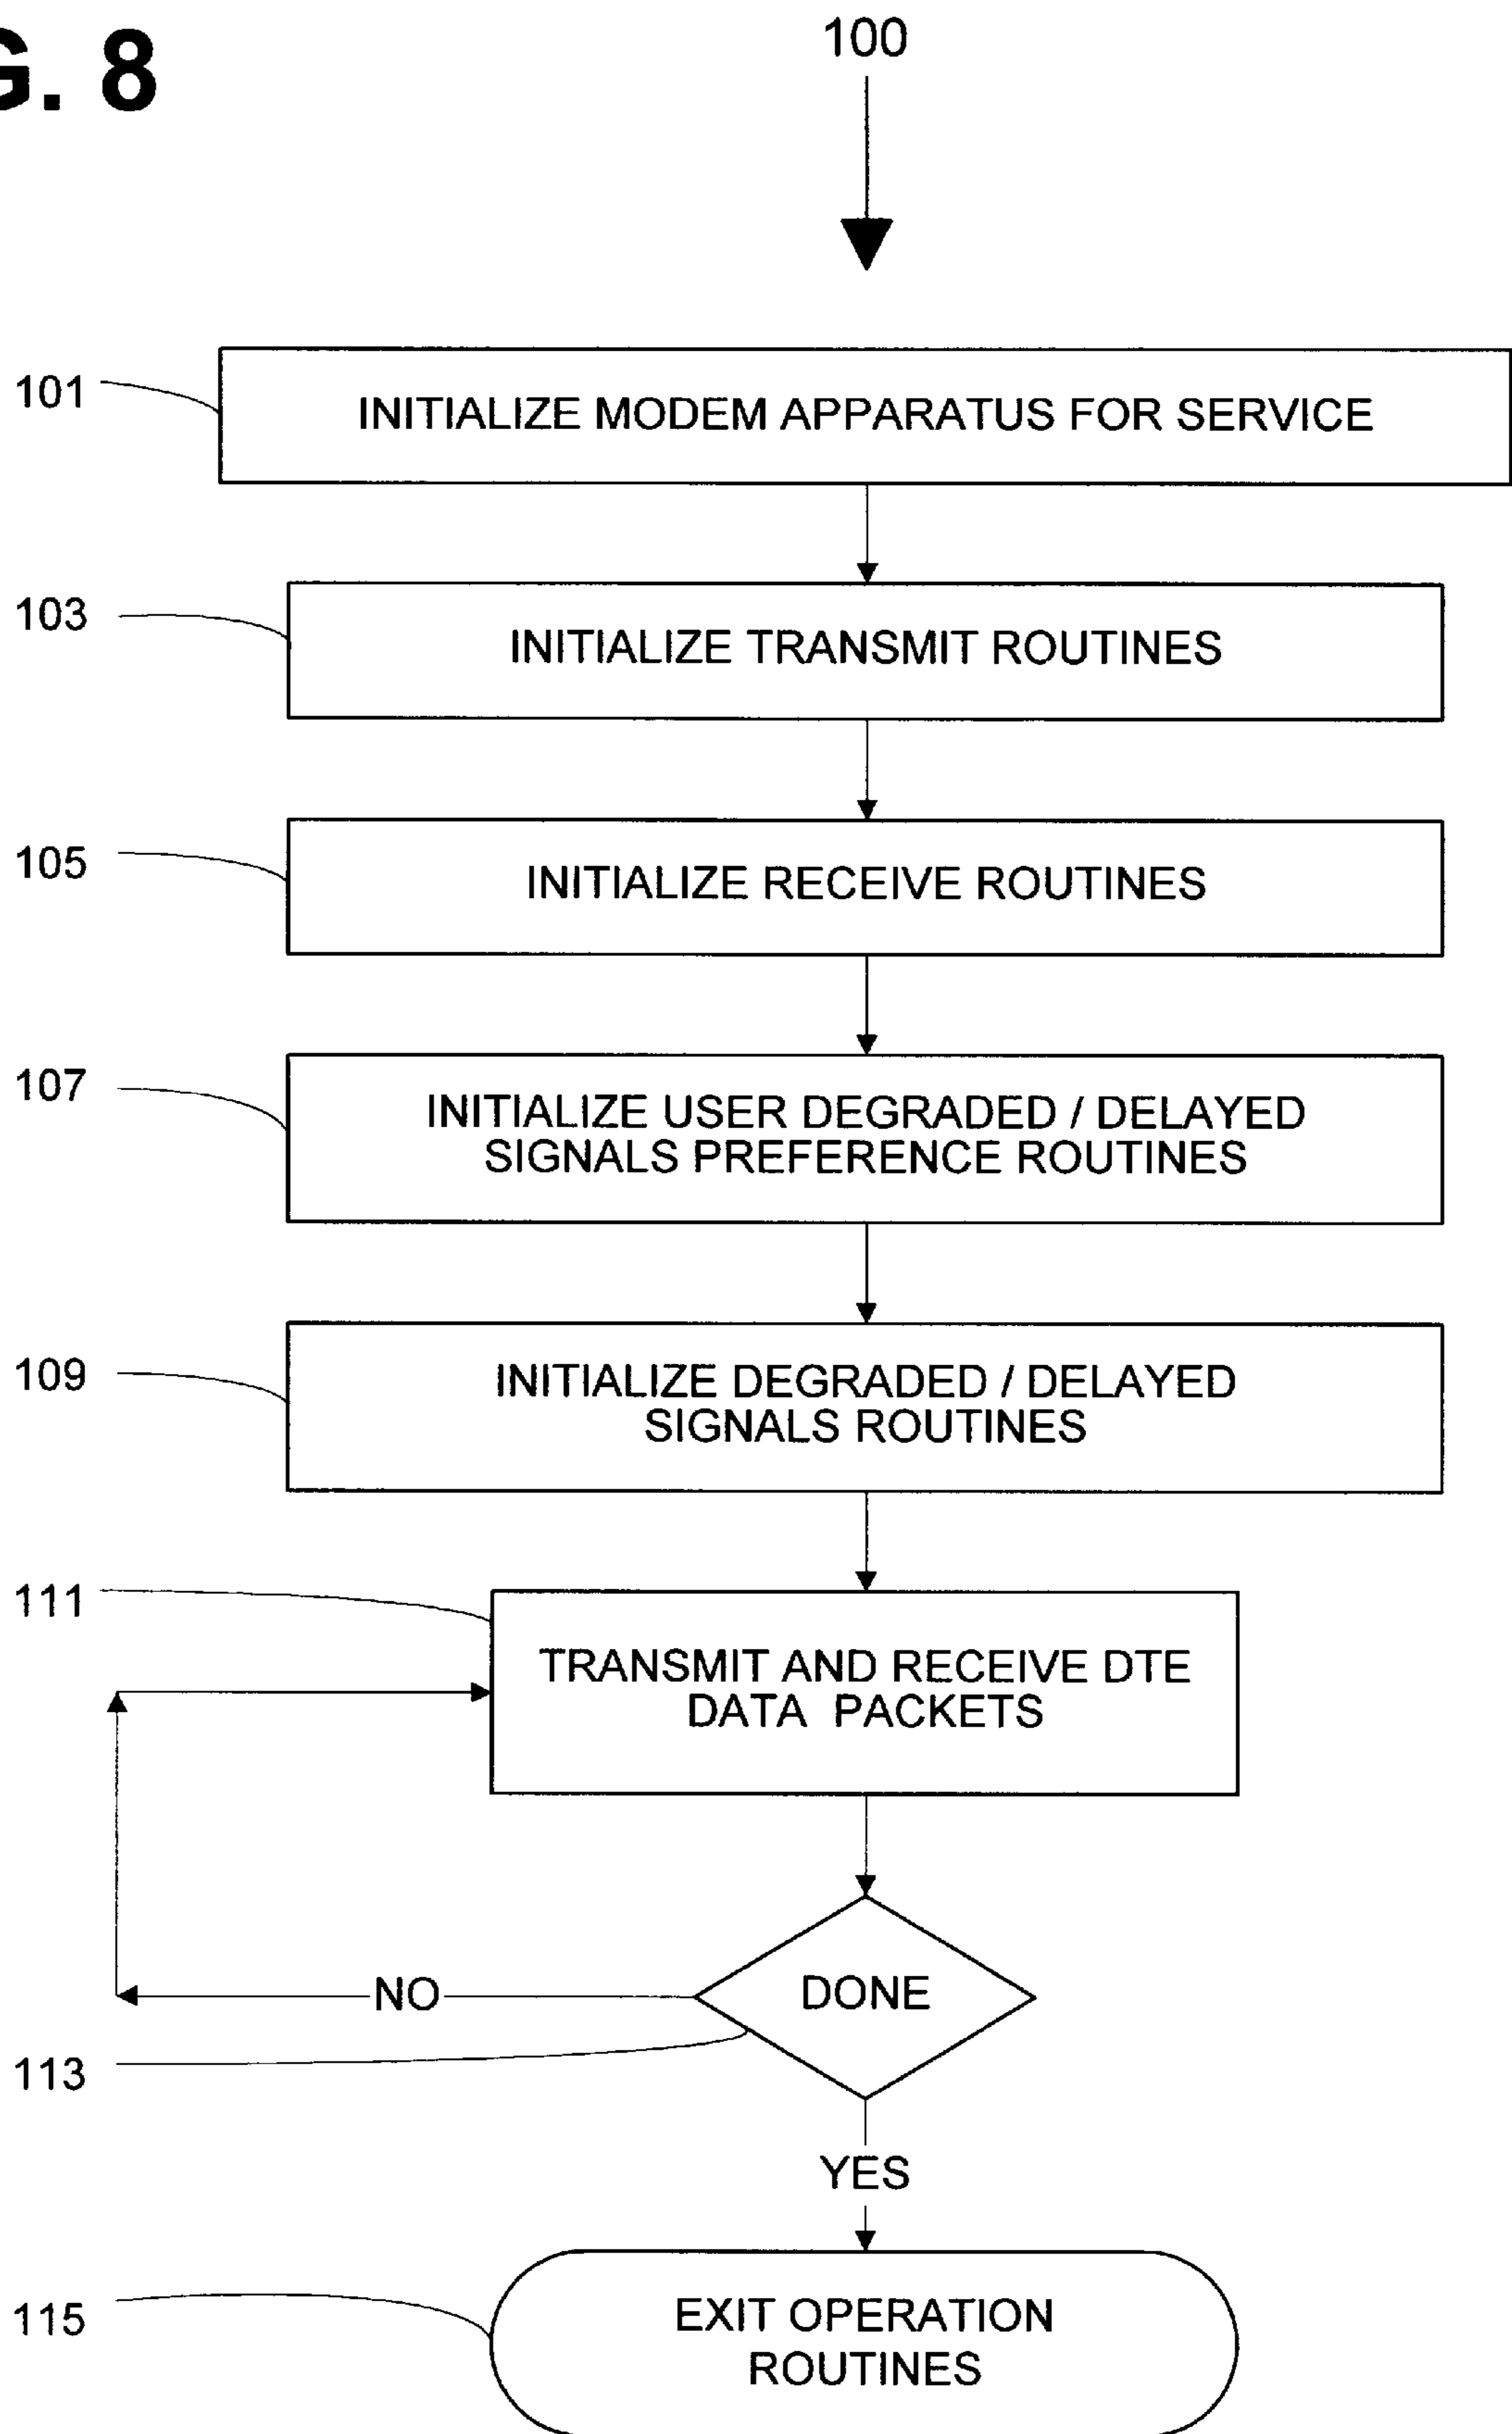 G. 8
100
101
INITIALIZE MODEM APPARATUS FOR SERVICE
103
INITIALIZE TRANSMIT ROUTINES
105
INITIALIZE RECEIVE ROUTINES
107
INITIALIZE USER DEGRADED / DELAYED
SIGNALS PREFERENCE ROUTINES
109
INITIALIZE DEGRADED / DELAYED
SIGNALS ROUTINES
111
TRANSMIT AND RECEIVE DTE
DATA PACKETS
NO
DONE
113
YES
115
EXIT OPERATION
ROUTINES